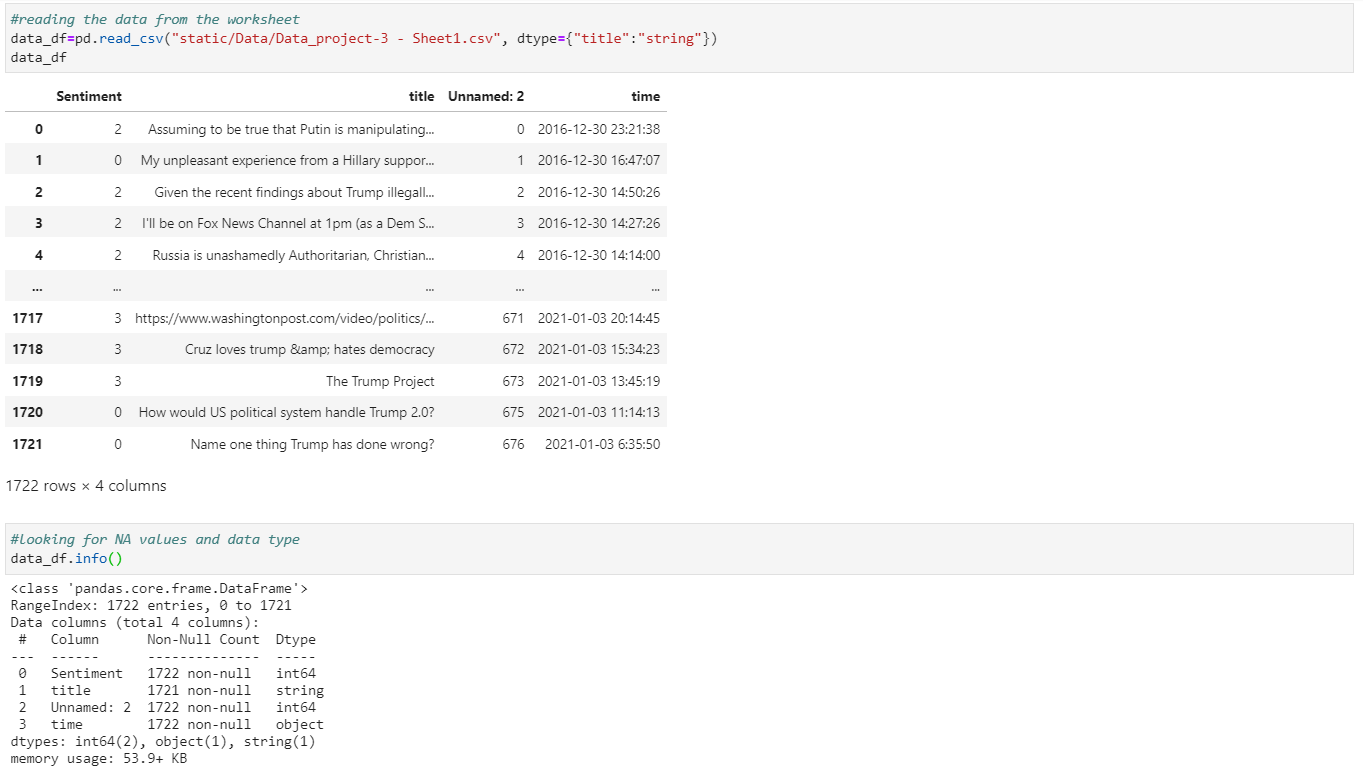 #reading the data from the worksheet
data_df=pd.read_csv("static/Data/Data_project-3 - Sheet1.csv", dtype={"title":"string"})
data_df
Sentiment title Unnamed: 2 time
0 2 Assuming to be true that Putin is manipulating... 0 2016-12-30 23:21:38
1 0 My unpleasant experience from a Hillary suppor... 1 2016-12-30 16:47:07
2 2 Given the recent findings about Trump illegall... 2 2016-12-30 14:50:26
3 2 I'll be on Fox News Channel at 1pm (as a Dem S... 3 2016-12-30 14:27:26
4 2 Russia is unashamedly Authoritarian, Christian... 4 2016-12-30 14:14:00
... ... ... ... ...
1717 3 https://www.washingtonpost.com/video/politics/... 671 2021-01-03 20:14:45
1718 3 Cruz loves trump &amp; hates democracy 672 2021-01-03 15:34:23
1719 3 The Trump Project 673 2021-01-03 13:45:19
1720 0 How would US political system handle Trump 2.0? 675 2021-01-03 11:14:13
1721 0 Name one thing Trump has done wrong? 676 2021-01-03 6:35:50
1722 rows × 4 columns
#looking for NA values and data type
data_df.info()
<class 'pandas.core.frame.DataFrame'>
RangeIndex: 1722 entries, 0 to 1721
Data columns (total 4 columns):
# Column Non-Null Count Dtype
--- ------ -------------- -----
0 Sentiment 1722 non-null int64
1 title 1721 non-null string
2 Unnamed: 2 1722 non-null int64
3 time 1722 non-null object
dtypes: int64(2), object(1), string(1)
memory usage: 53.9+ KB